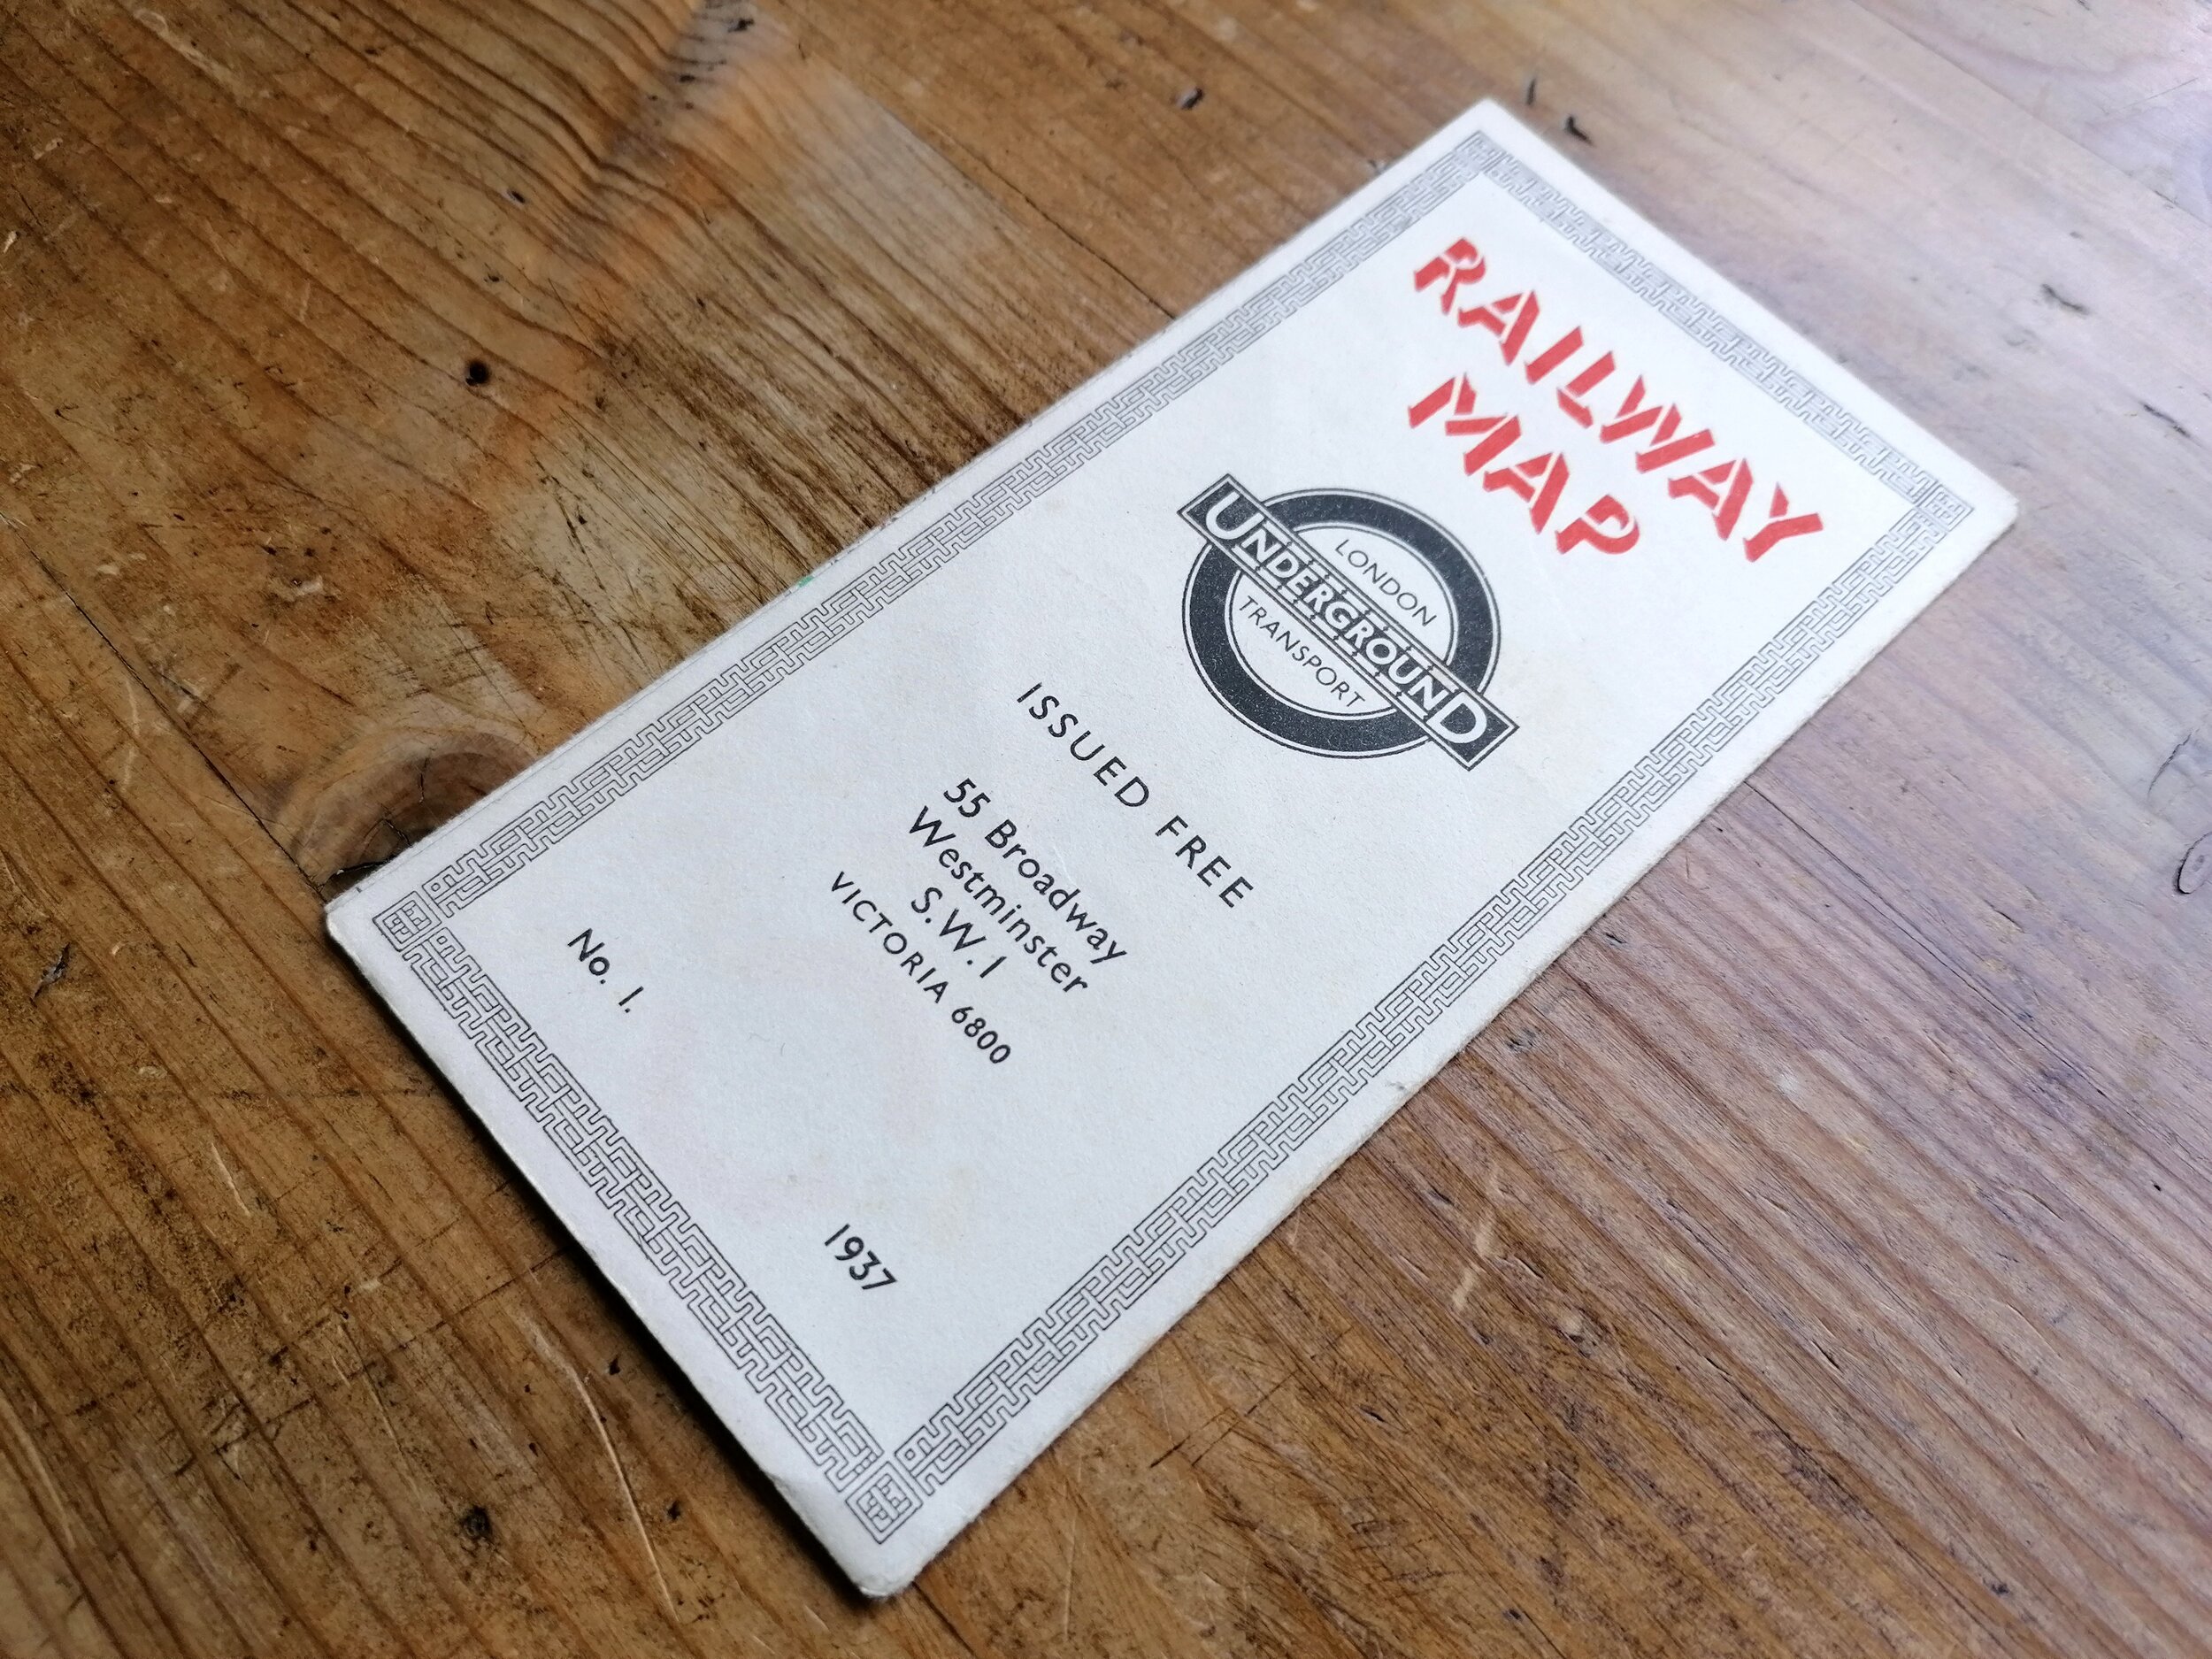 RAILWAY
MAP
LONDON
UNDERGROUND
TRANSPORT
ISSUED FREE
55 Broadway
Westminster
S.W.1
VICTORIA 6800
No. 1.
1937